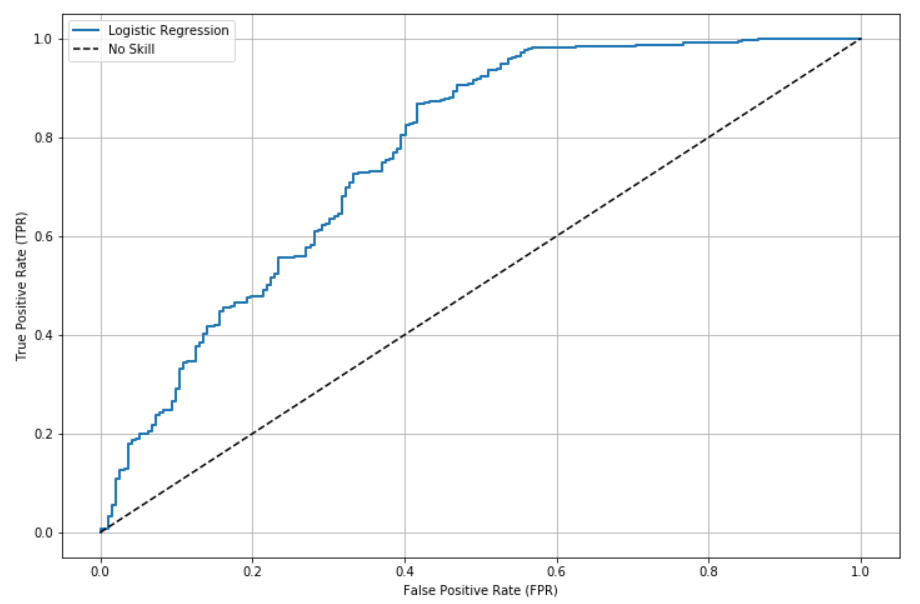 Logistic Regression
No Skill
1.0
0.8
0.6
0.4
0.2
0.0
True Positive Rate (TPR)
0.0 0.2 0.4 0.6 0.8 1.0
False Positive Rate (FPR)